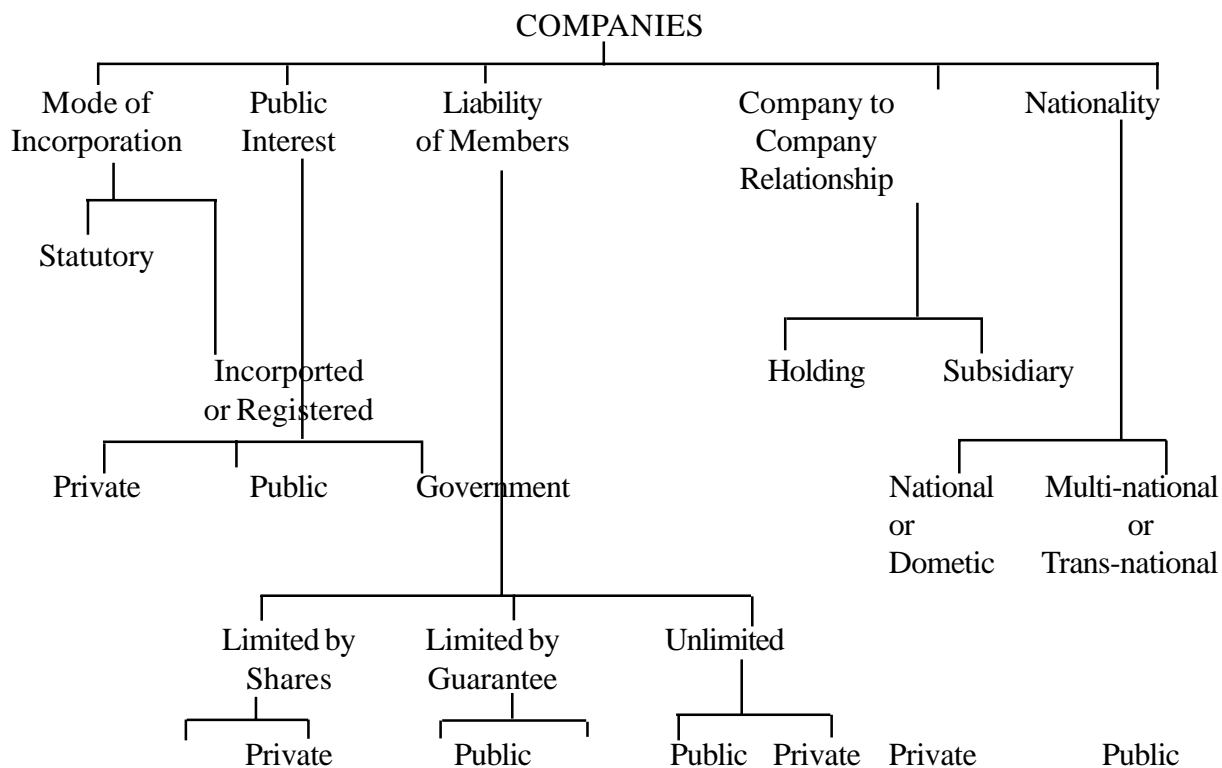 COMPANIES
Mode of Incorporation
Public Interest
Liability of Members
Company to Company Relationship
Nationality
Statutory
Incorported or Registered
Holding
Subsidiary
Private
Public
Government
National or Dometic
Multi-national or Trans-national
Limited by Shares
Limited by Guarantee
Unlimited
Private
Public
Public
Private
Private
Public